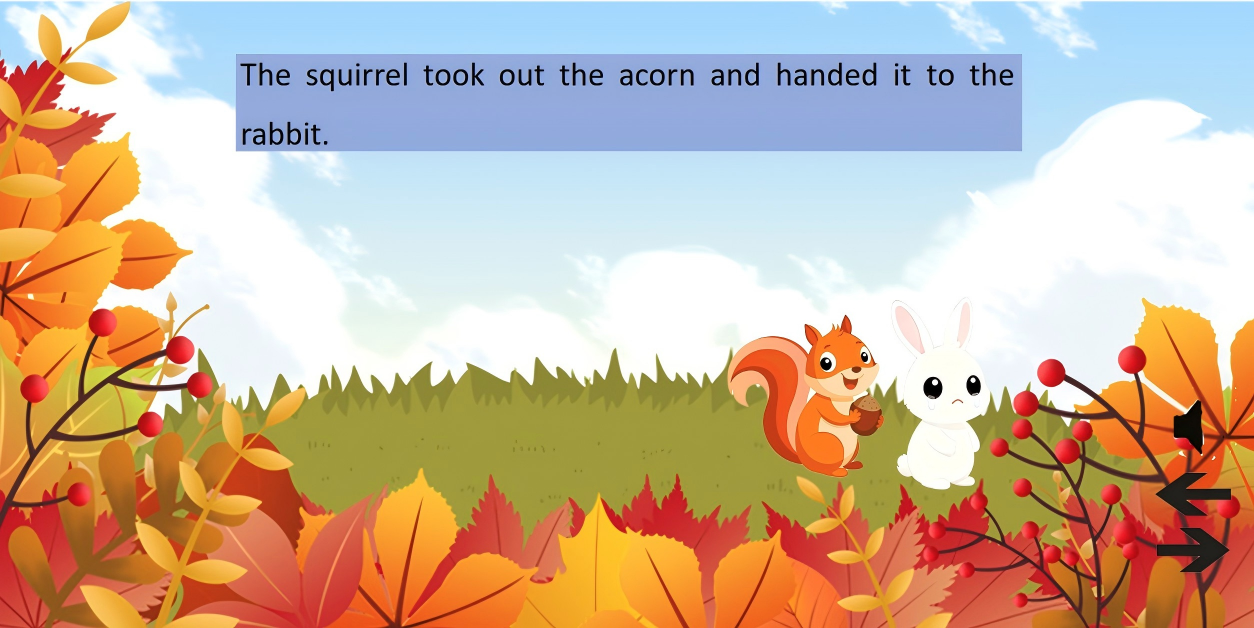 The squirrel took out the acorn and handed it to the
rabbit.